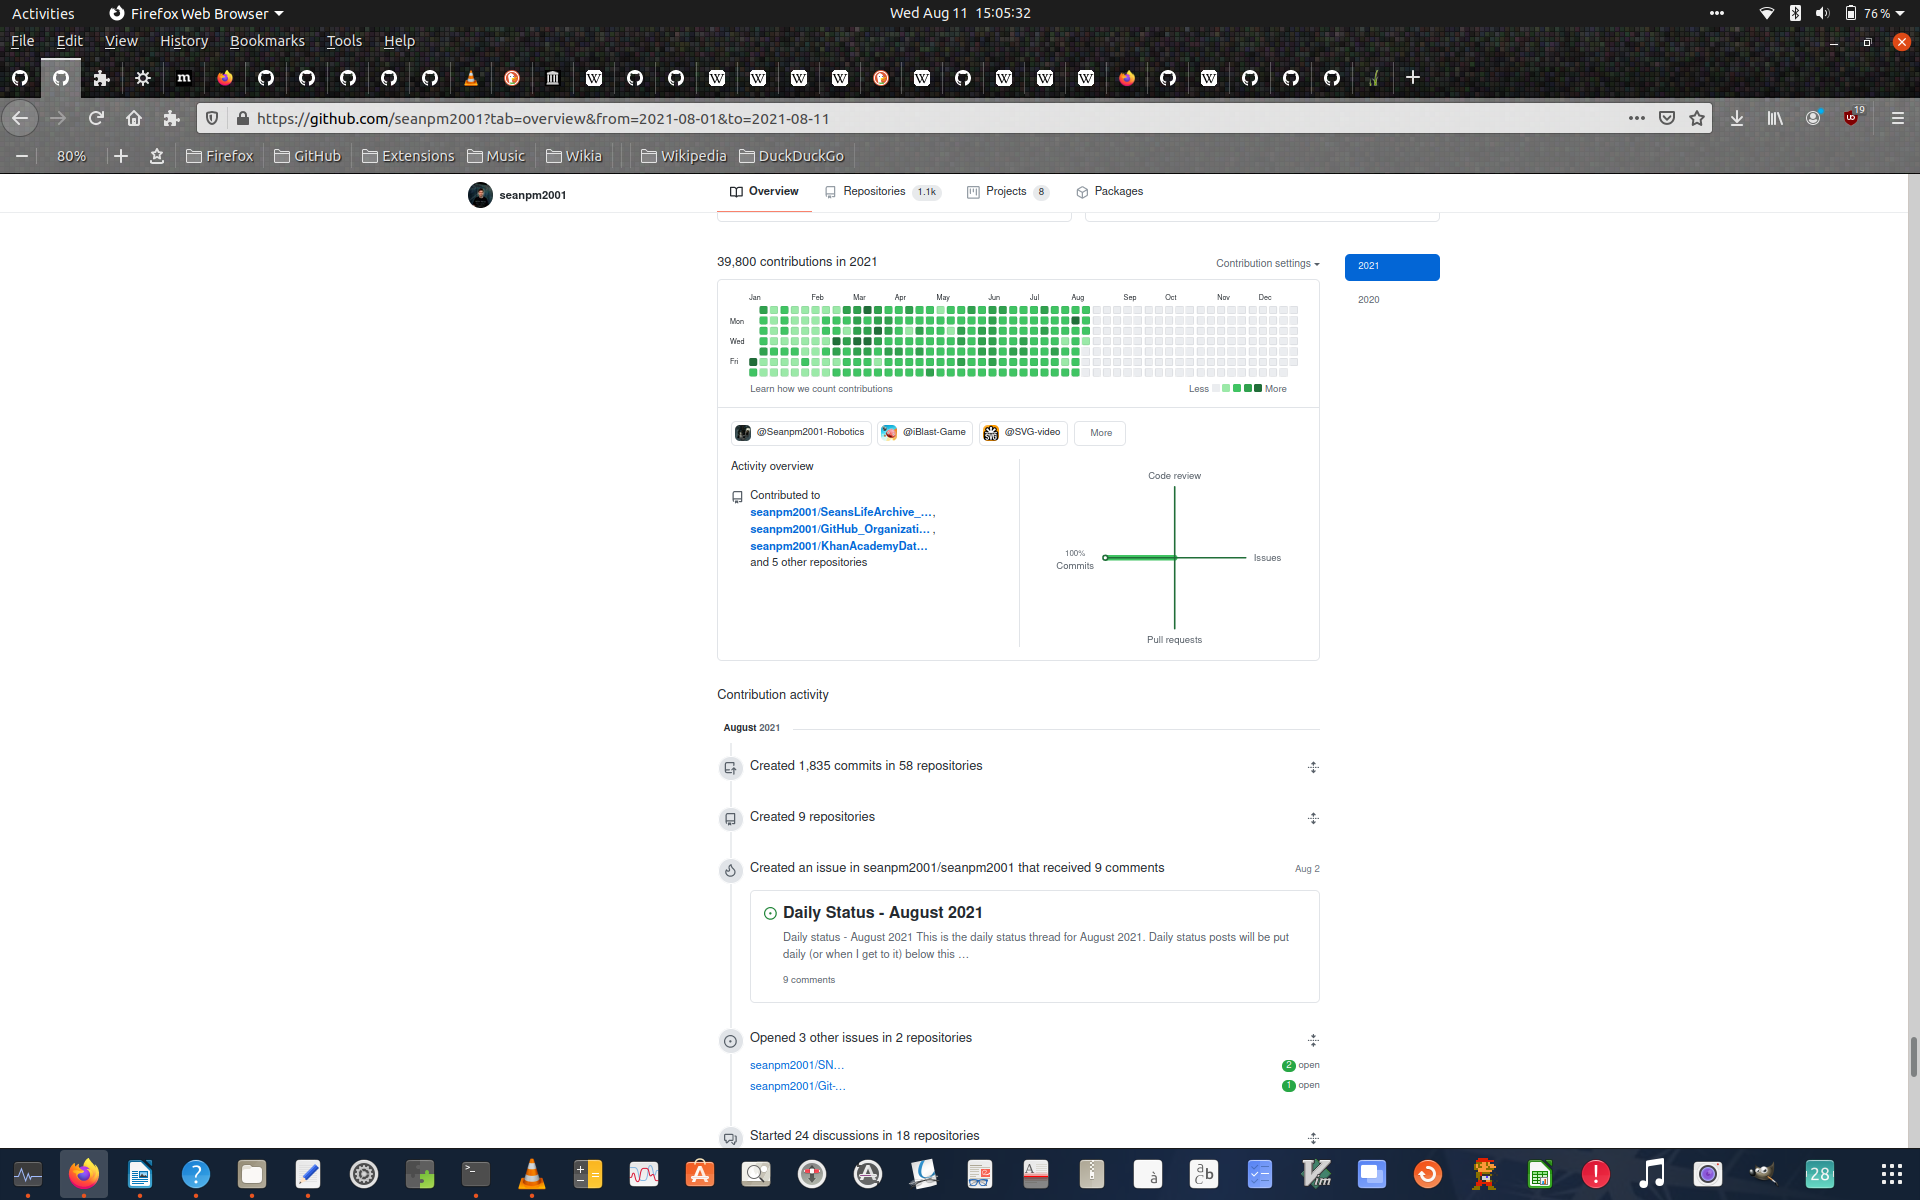 Activities Firefox Web Browser Wed Aug 11 15:05:32 76 %
File Edit View History Bookmarks Tools Help
https://github.com/seanpm2001?tab=overview&from=2021-08-01&to=2021-08-11 19
80% Firefox GitHub Extensions Music Wikia Wikipedia DuckDuckGo
seanpm2001 Overview Repositories 1.1k Projects 8 Packages
39,800 contributions in 2021 Contribution settings 2021
2020
Jan Feb Mar Apr May Jun Jul Aug Sep Oct Nov Dec
Mon
Wed
Fri
Learn how we count contributions Less More
@Seanpm2001-Robotics @iBlast-Game @SVG-video More
Activity overview
Contributed to
seanpm2001/SeansLifeArchive_…,
seanpm2001/GitHub_Organizati… ,
seanpm2001/KhanAcademyDat…
and 5 other repositories
Code review
100%
Commits
Issues
Pull requests
Contribution activity
August 2021
Created 1,835 commits in 58 repositories
Created 9 repositories
Created an issue in seanpm2001/seanpm2001 that received 9 comments Aug 2
Daily Status - August 2021
Daily status - August 2021 This is the daily status thread for August 2021. Daily status posts will be put
daily (or when I get to it) below this …
9 comments
Opened 3 other issues in 2 repositories
seanpm2001/SN… 2 open
seanpm2001/Git-… 1 open
Started 24 discussions in 18 repositories
28